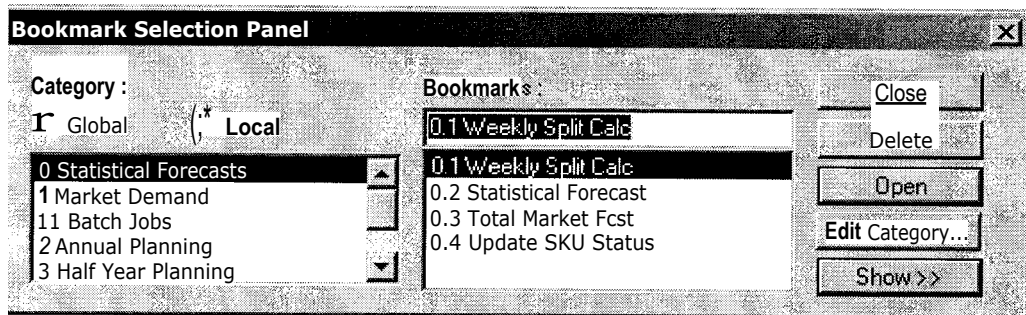 Bookmark Selection Panel
Category :
Global
Local
0 Statistical Forecasts
1 Market Demand
11 Batch Jobs
2 Annual Planning
3 Half Year Planning
Bookmarks :
0.1 Weekly Split Calc
0.1 Weekly Split Calc
0.2 Statistical Forecast
0.3 Total Market Fcst
0.4 Update SKU Status
Close
Delete
Open
Edit Category...
Show >>